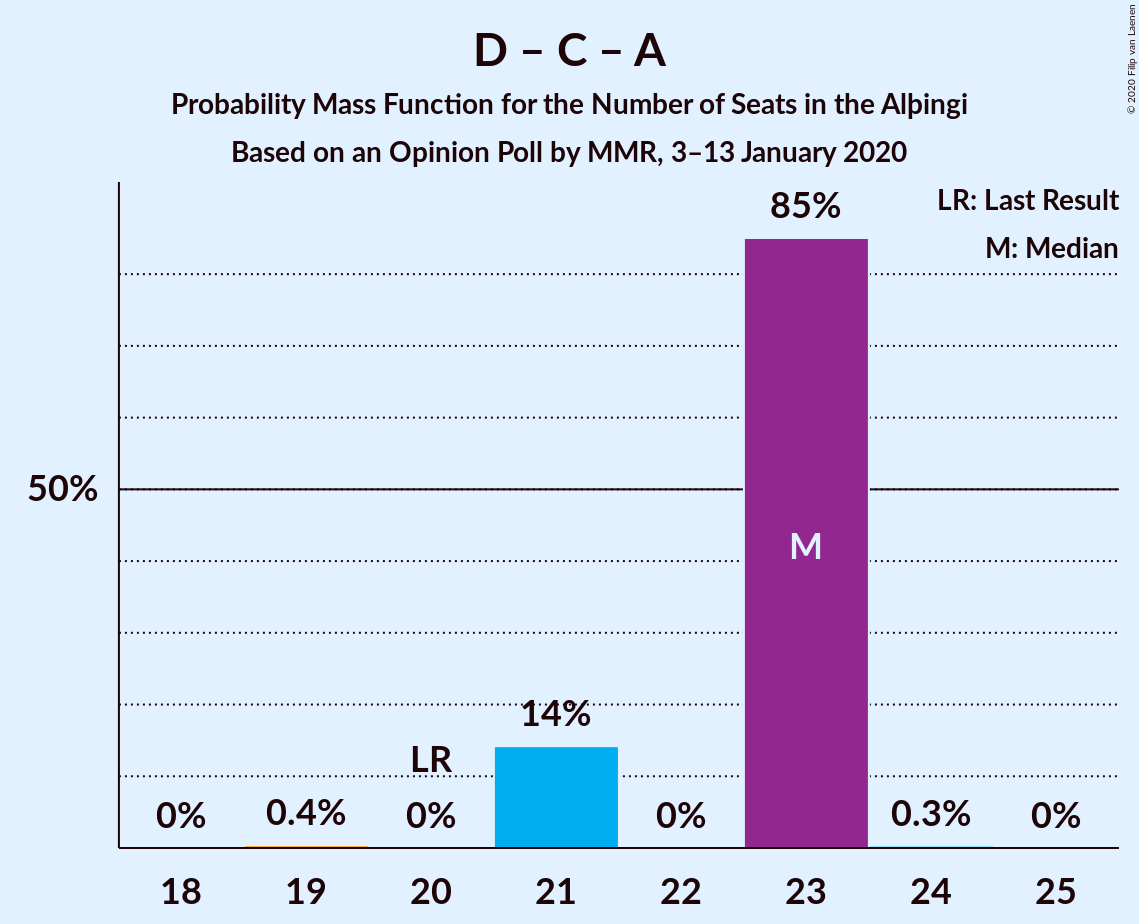 D – C – A
Probability Mass Function for the Number of Seats in the Alþingi
Based on an Opinion Poll by MMR, 3–13 January 2020
© 2020 Filip van Laenen
LR: Last Result
M: Median
85%
50%
M
14%
LR
0% 0.4% 0% 0% 0.3% 0%
18 19 20 21 22 23 24 25